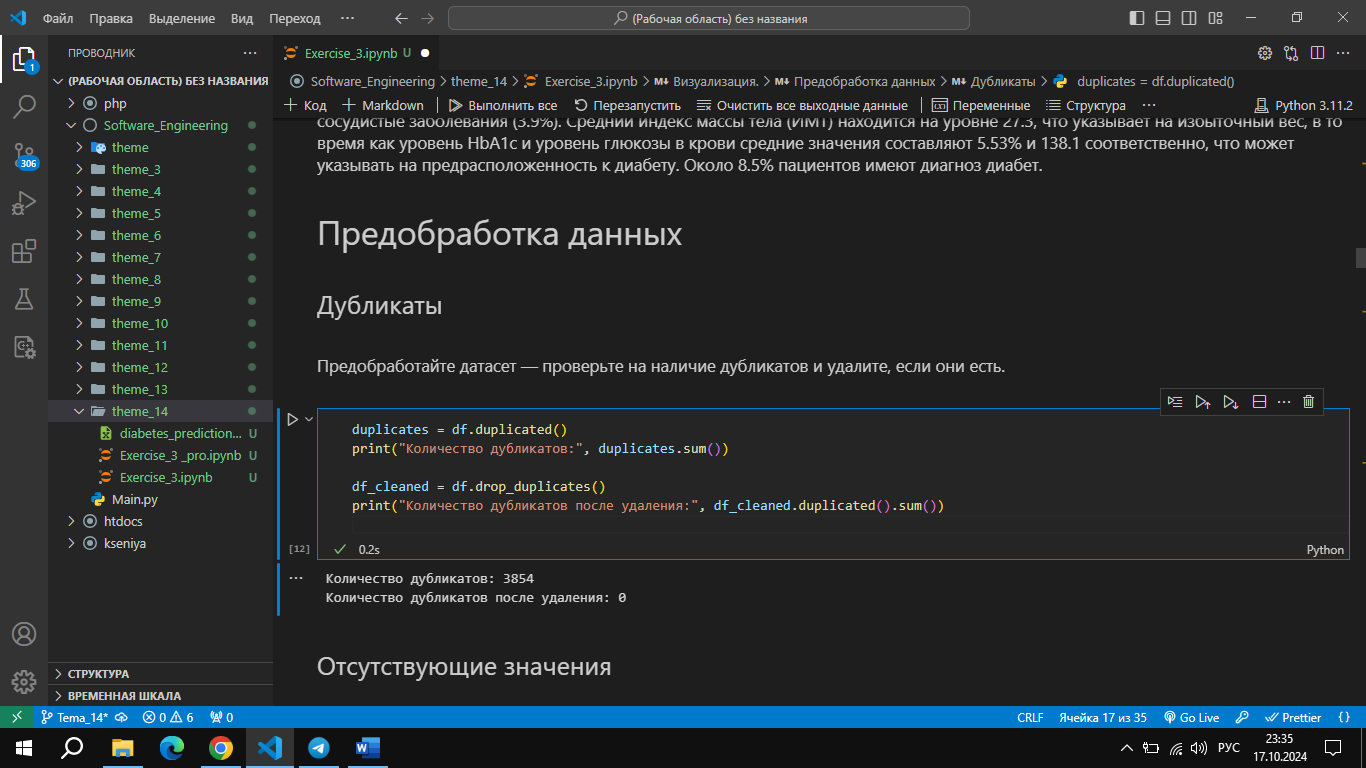 Файл Правка Выделение Вид Переход ··· (Рабочая область) без названия
ПРОВОДНИК ···
(РАБОЧАЯ ОБЛАСТЬ) БЕЗ НАЗВАНИЯ
php
Software_Engineering
theme
theme_3
theme_4
theme_5
theme_6
theme_7
theme_8
theme_9
theme_10
theme_11
theme_12
theme_13
theme_14
diabetes_prediction... U
Exercise_3 _pro.ipynb U
Exercise_3.ipynb U
Main.py
htdocs
kseniya
СТРУКТУРА
ВРЕМЕННАЯ ШКАЛА
1
306
Exercise_3.ipynb U
Software_Engineering > theme_14 > Exercise_3.ipynb > Визуализация. > Предобработка данных > Дубликаты > duplicates = df.duplicated()
Код Markdown Выполнить все Перезапустить Очистить все выходные данные Переменные Структура ··· Python 3.11.2
сосудистые заболевания (3.9%). Средний индекс массы тела (ИМТ) находится на уровне 27.3, что указывает на избыточный вес, в то
время как уровень HbA1c и уровень глюкозы в крови средние значения составляют 5.53% и 138.1 соответственно, что может
указывать на предрасположенность к диабету. Около 8.5% пациентов имеют диагноз диабет.
Предобработка данных
Дубликаты
Предобработайте датасет — проверьте на наличие дубликатов и удалите, если они есть.
duplicates = df.duplicated()
print("Количество дубликатов:", duplicates.sum())
df_cleaned = df.drop_duplicates()
print("Количество дубликатов после удаления:", df_cleaned.duplicated().sum())
[12] 0.2s Python
Количество дубликатов: 3854
Количество дубликатов после удаления: 0
Отсутствующие значения
Tema_14* 0 6 0 CRLF Ячейка 17 из 35 Go Live Prettier {}
РУС 23:35
17.10.2024